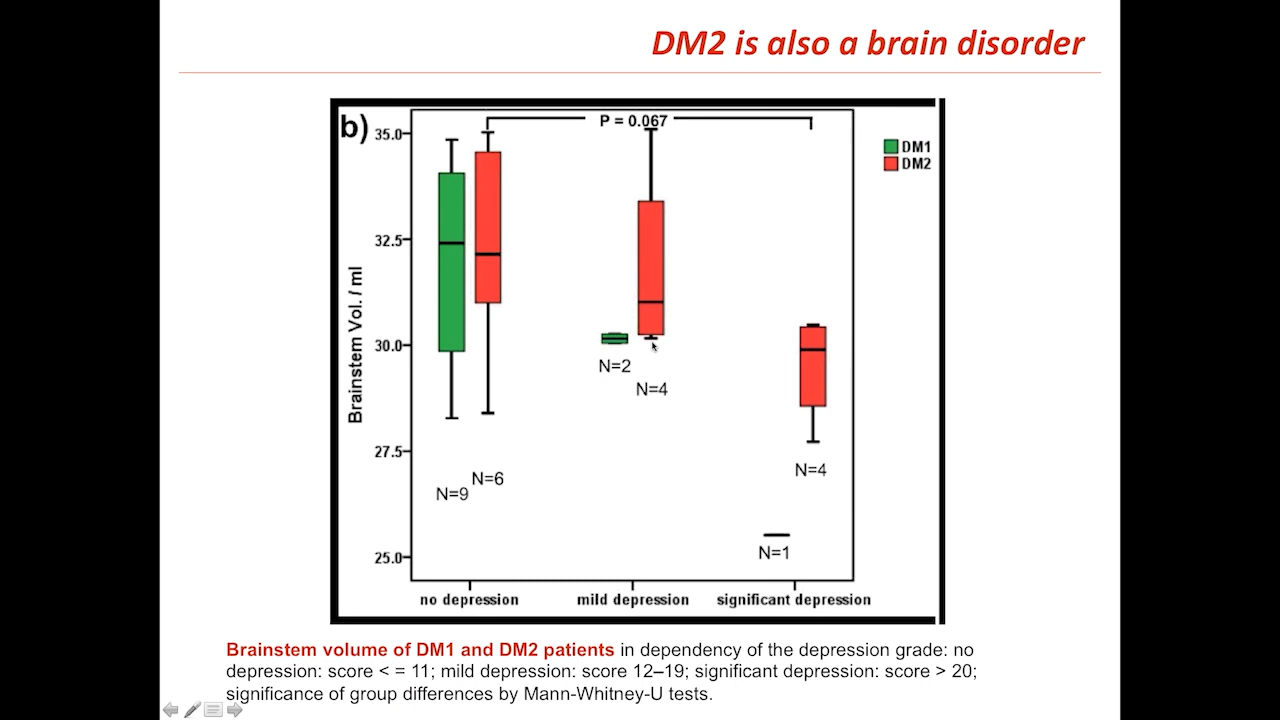 DM2 is also a brain disorder
b)
P = 0.067
DM1
DM2
35.0
32.5
30.0
27.5
25.0
Brainstem Vol. / ml
N=9
N=6
N=2
N=4
N=1
N=4
no depression
mild depression
significant depression
Brainstem volume of DM1 and DM2 patients in dependency of the depression grade: no
depression: score < = 11; mild depression: score 12–19; significant depression: score > 20;
significance of group differences by Mann-Whitney-U tests.